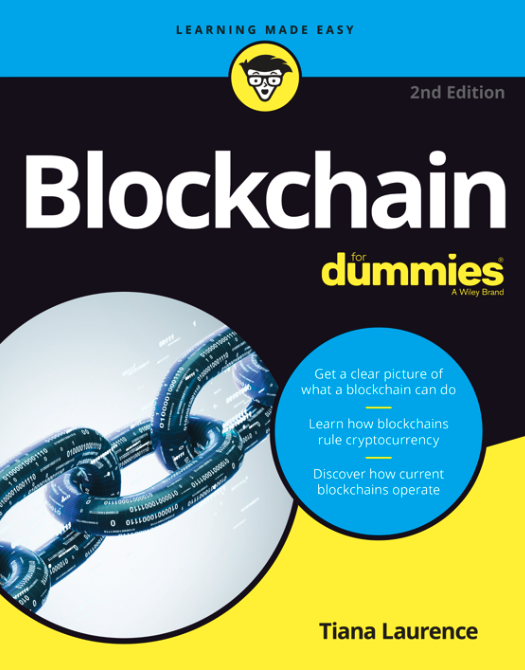 LEARNING MADE EASY
2nd Edition
Blockchain
for
dummies®
A Wiley Brand
Get a clear picture of
what a blockchain can do
Learn how blockchains
rule cryptocurrency
Discover how current
blockchains operate
Tiana Laurence